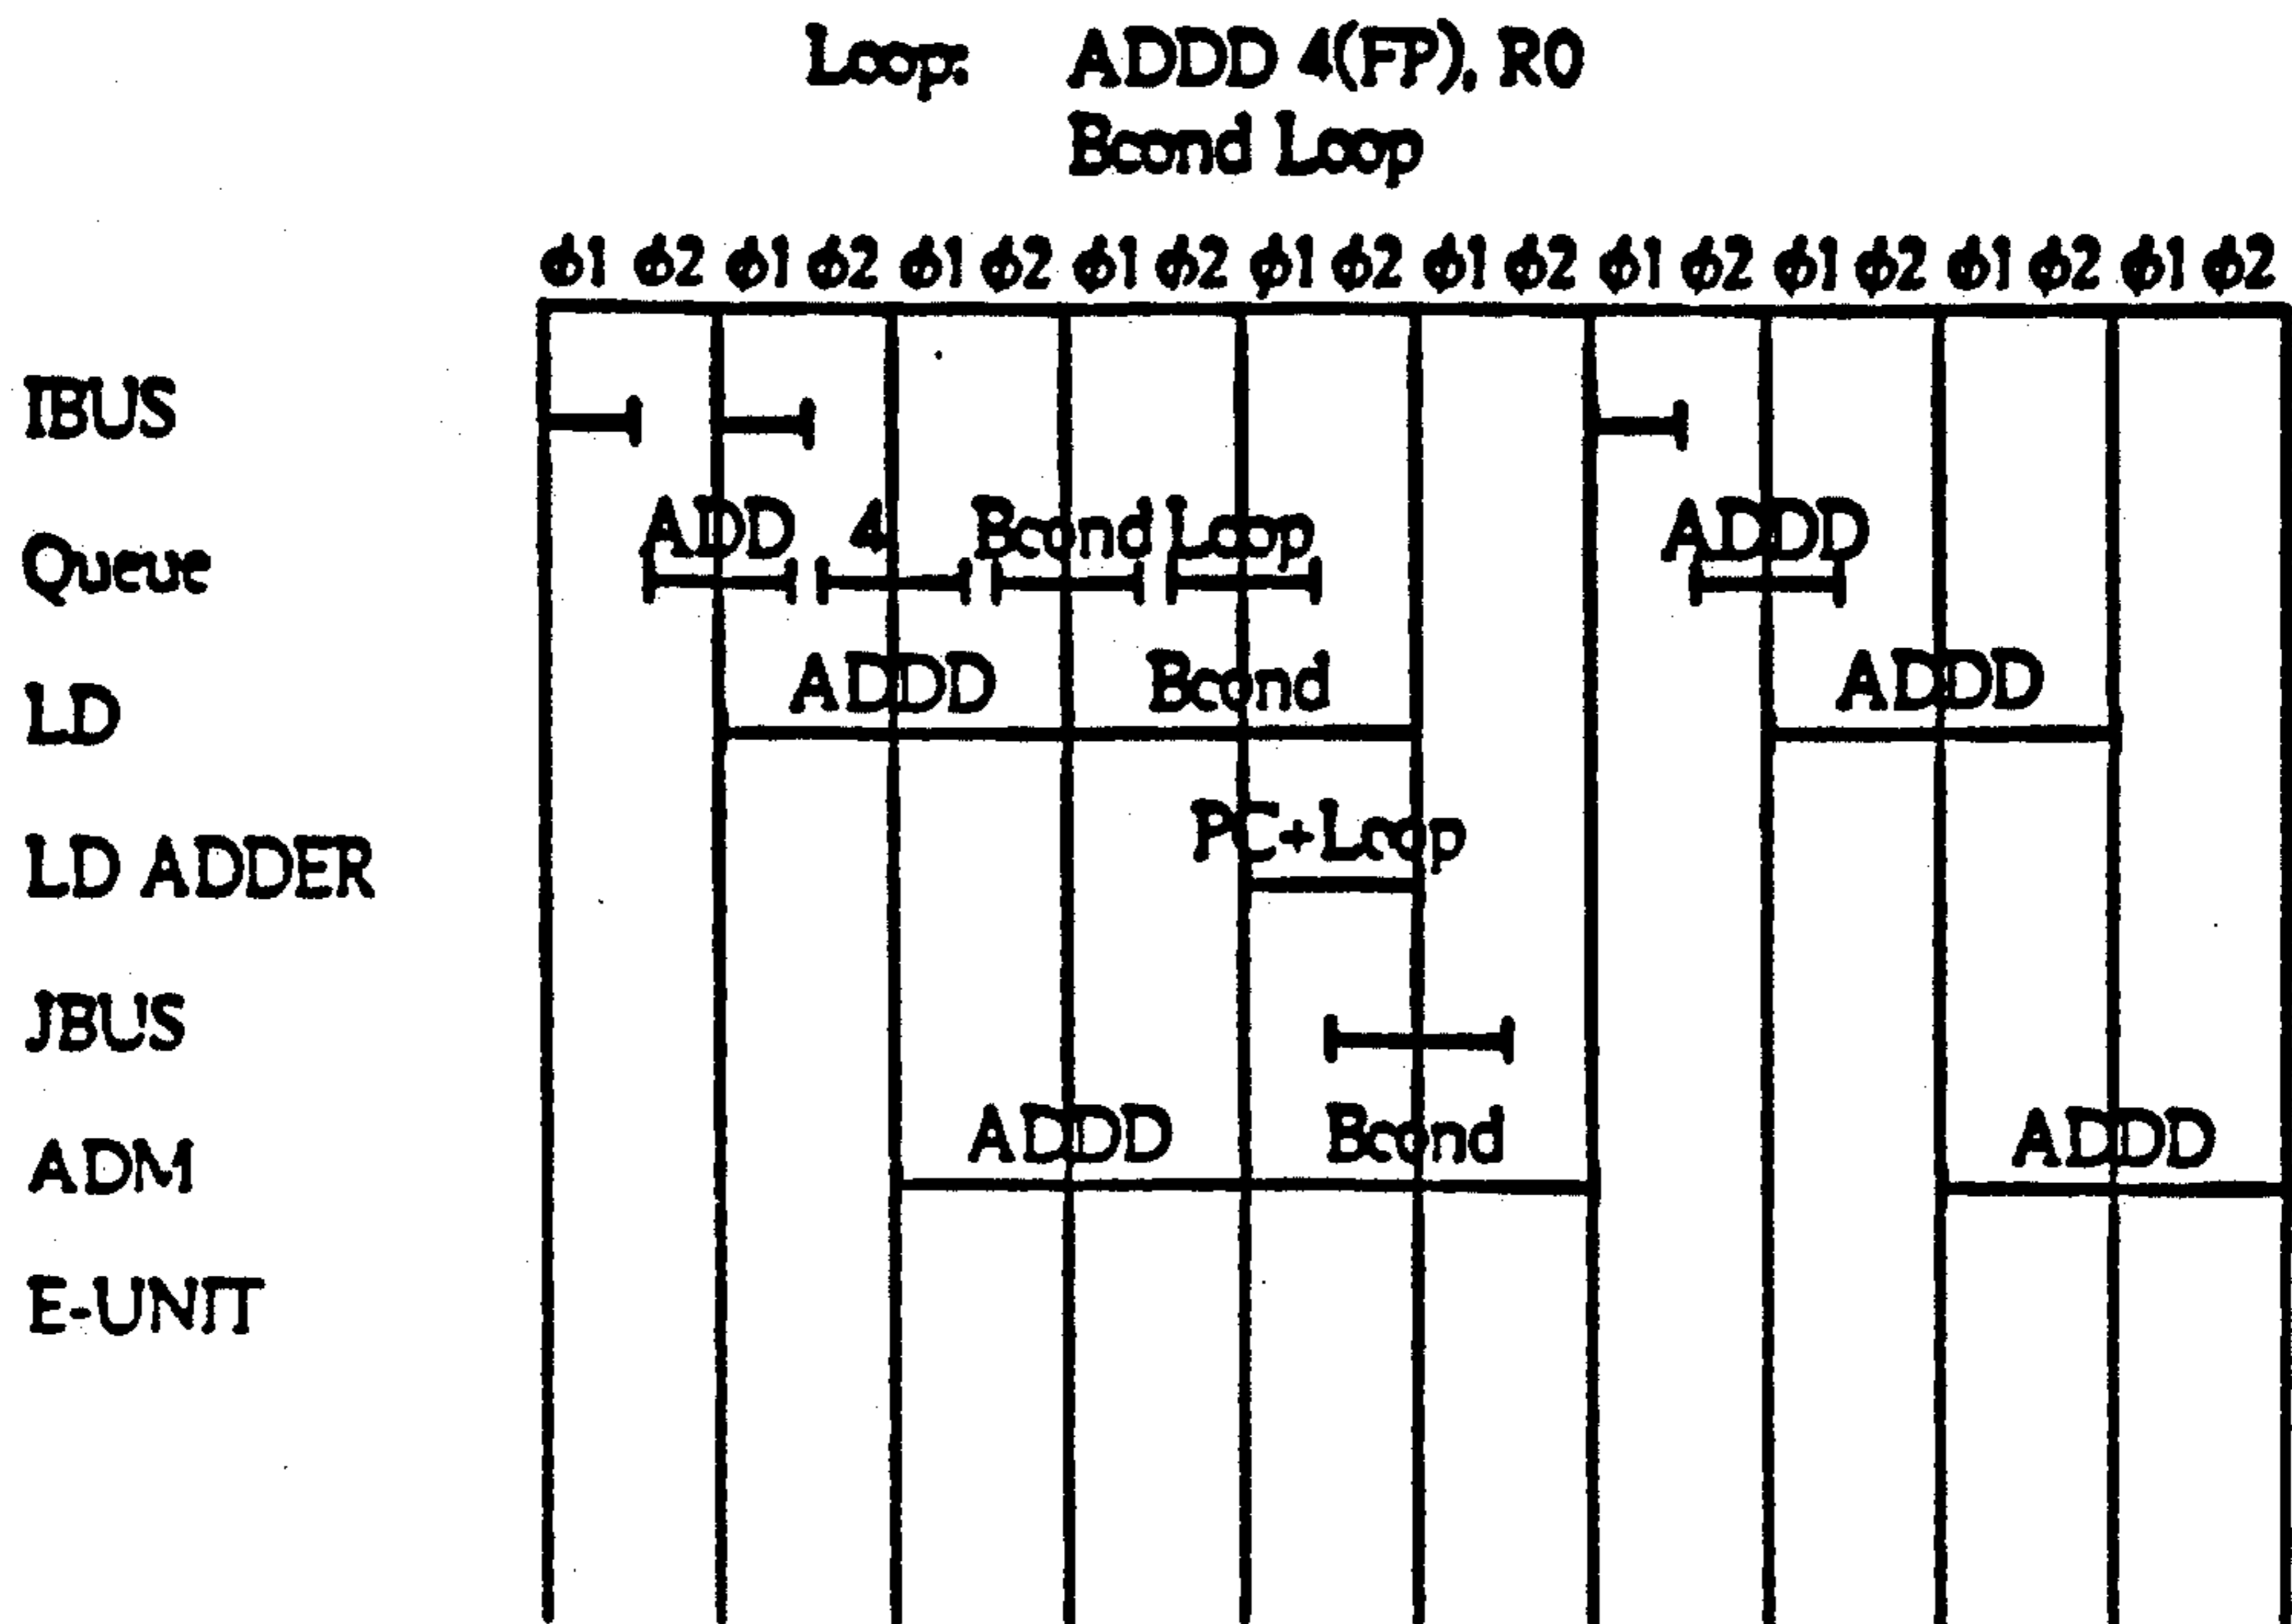 Loop: ADDD 4(FP), R0
Bcond Loop
ϕ1 ϕ2 ϕ1 ϕ2 ϕ1 ϕ2 ϕ1 ϕ2 ϕ1 ϕ2 ϕ1 ϕ2 ϕ1 ϕ2 ϕ1 ϕ2 ϕ1 ϕ2 ϕ1 ϕ2
IBUS
Queue ADD 4 Bcond Loop ADDD
LD ADDD Bcond ADDD
LD ADDER PC+Loop
JBUS
ADM ADDD Bcond ADDD
E-UNIT